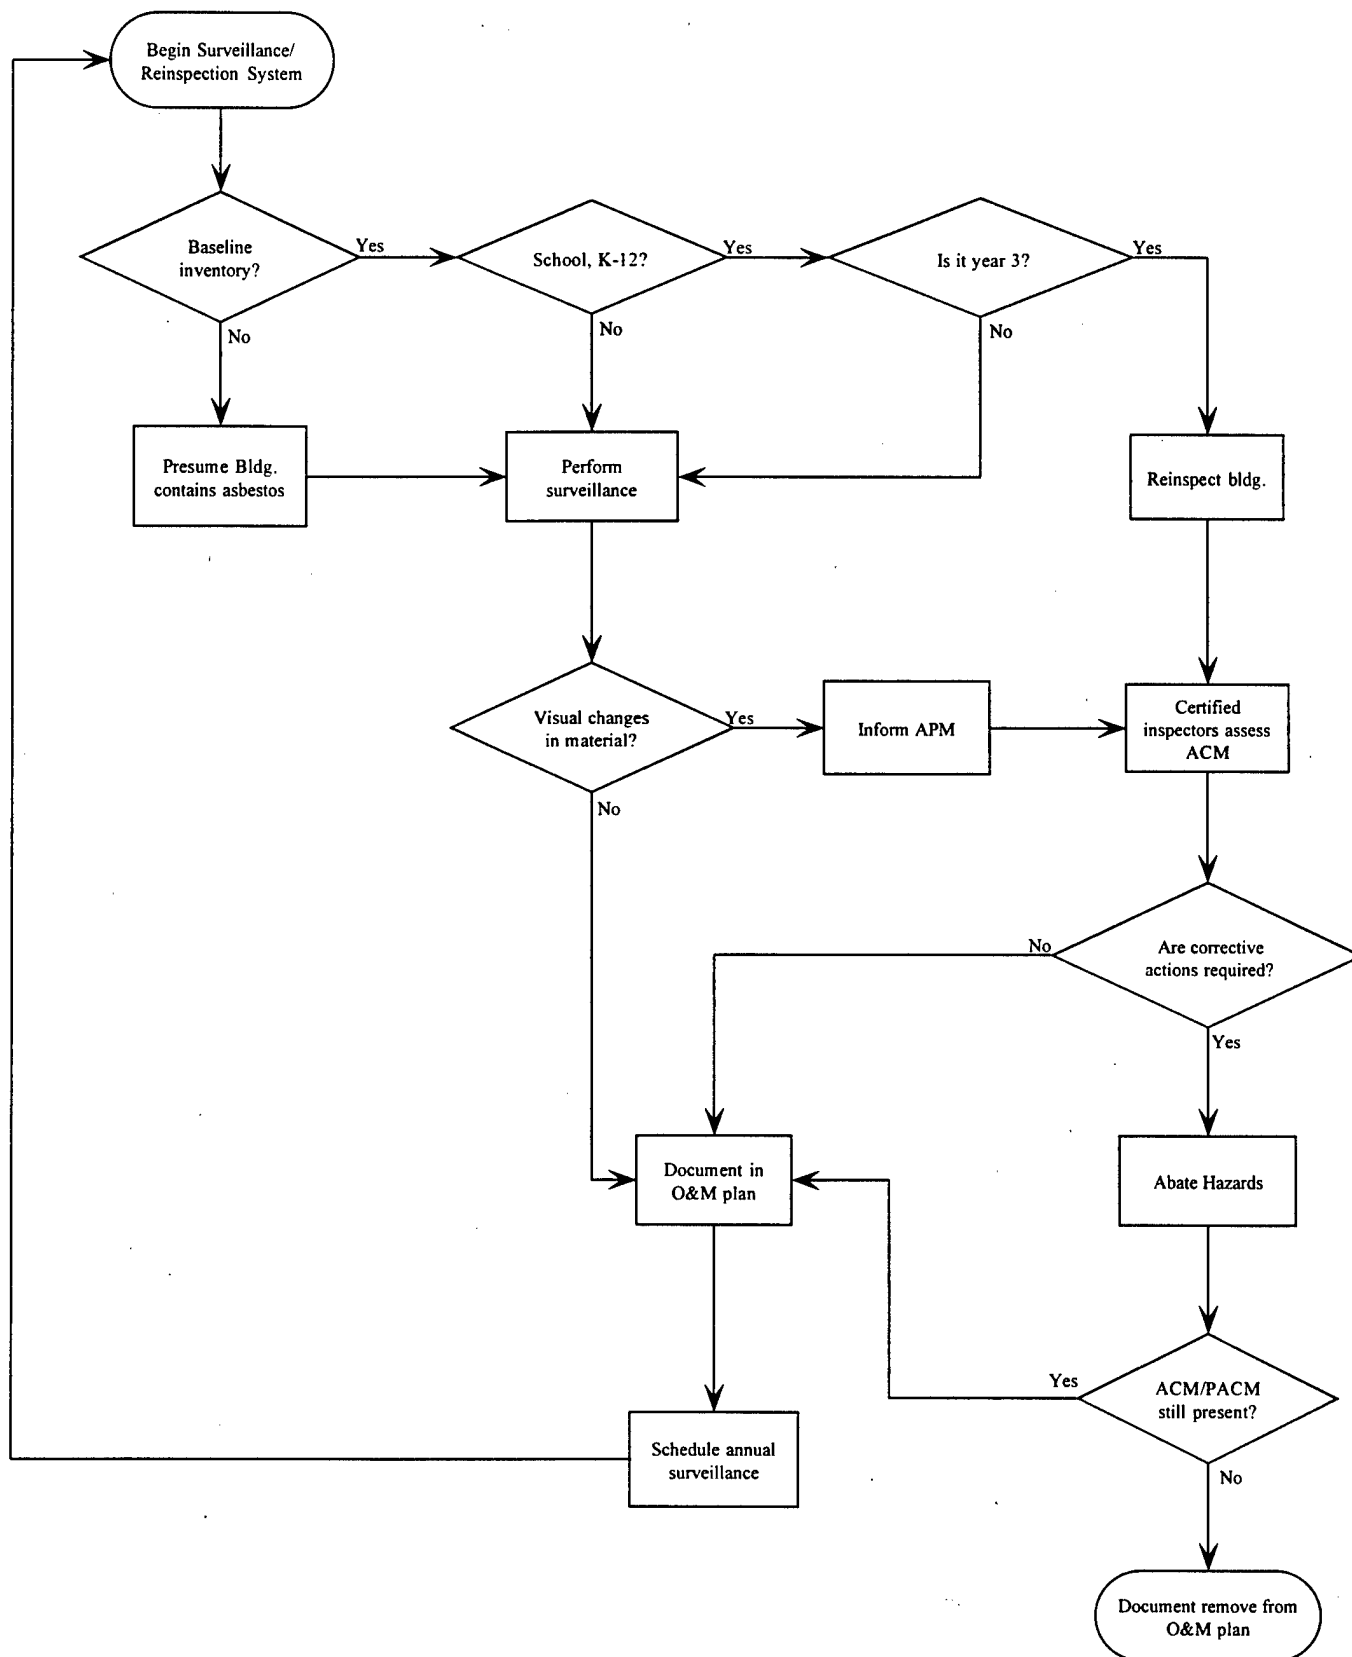 Begin Surveillance/
Reinspection System
Baseline
inventory?
Yes
School, K-12?
Yes
Is it year 3?
Yes
No
No
No
Presume Bldg.
contains asbestos
Perform
surveillance
Reinspect bldg.
Visual changes
in material?
Yes
Inform APM
Certified
inspectors assess
ACM
No
Are corrective
actions required?
No
Yes
Document in
O&M plan
Abate Hazards
Yes
ACM/PACM
still present?
Schedule annual
surveillance
No
Document remove from
O&M plan